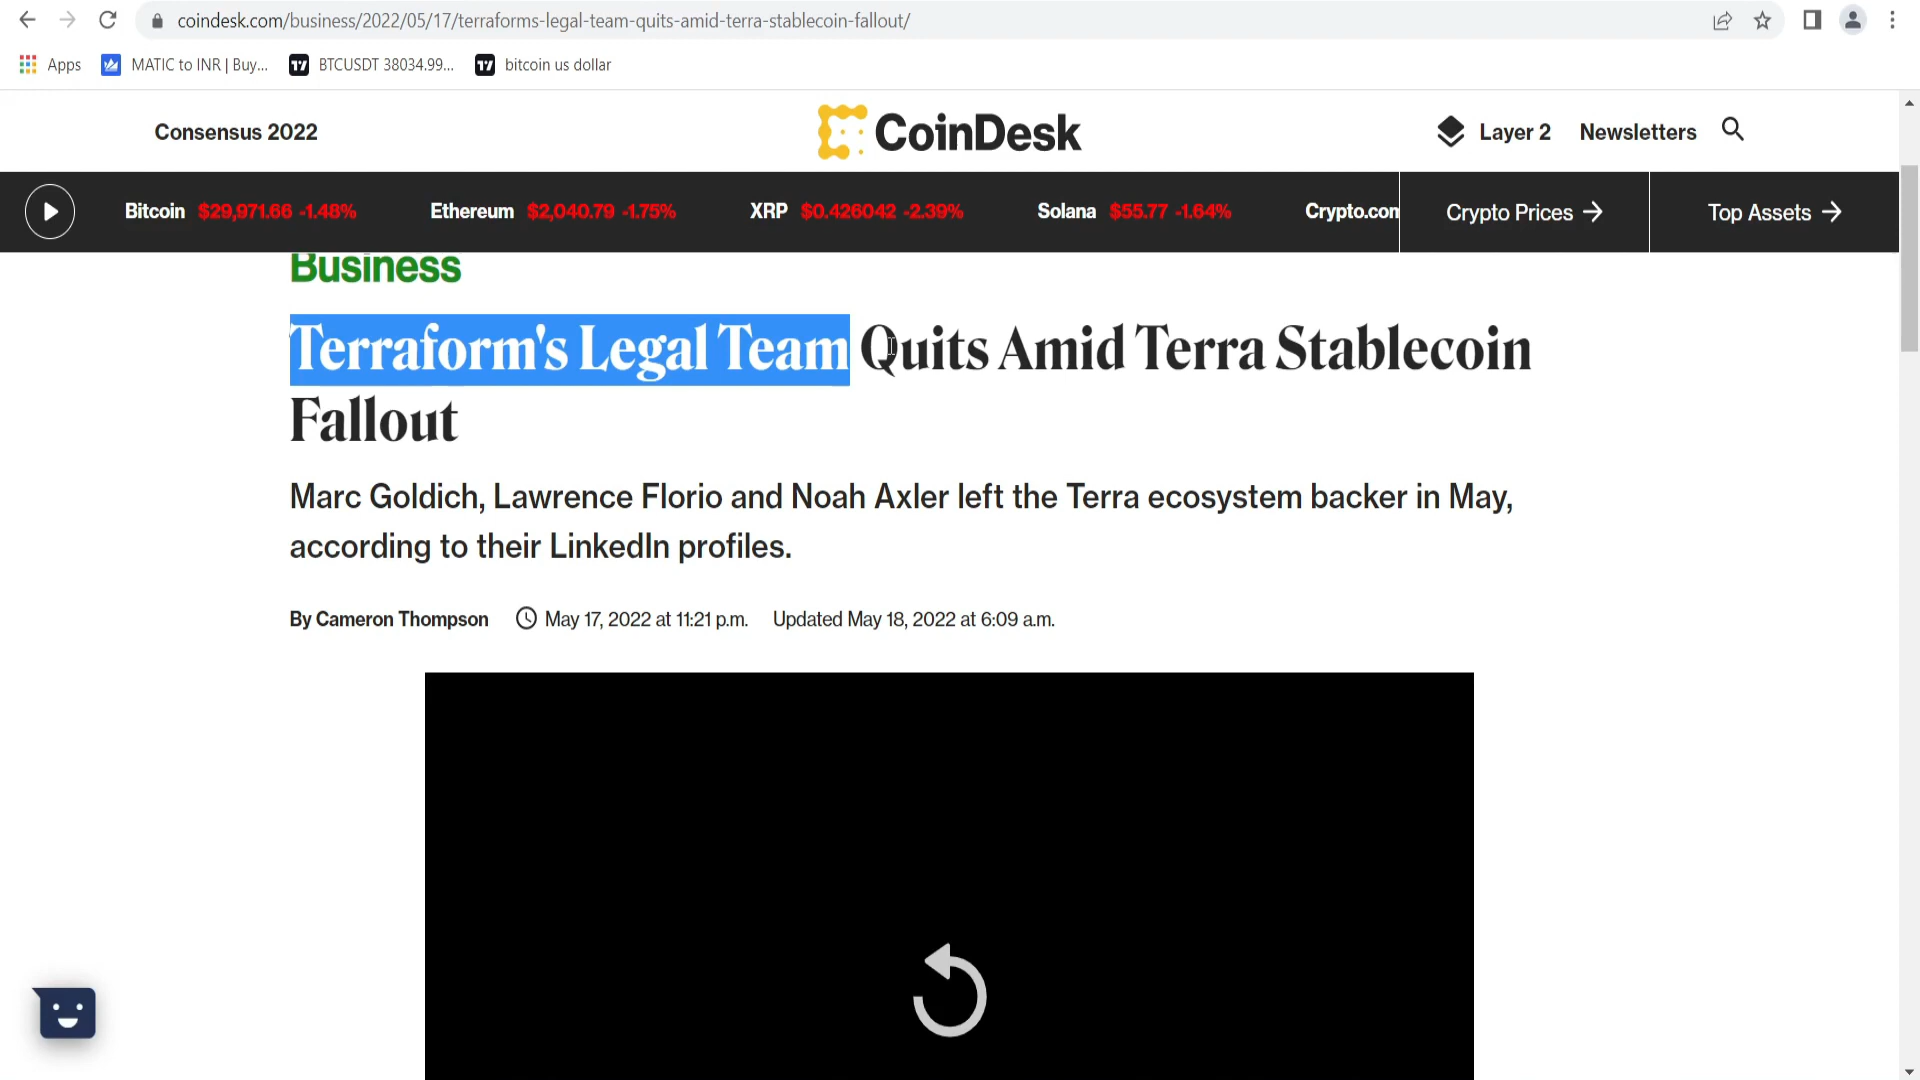 coindesk.com/business/2022/05/17/terraforms-legal-team-quits-amid-terra-stablecoin-fallout/
Apps MATIC to INR | Buy... BTCUSDT 38034.99... bitcoin us dollar
Consensus 2022 CoinDesk Layer 2 Newsletters
Bitcoin $29,971.66 -1.48% Ethereum $2,040.79 -1.75% XRP $0.426042 -2.39% Solana $55.77 -1.64% Crypto.com Crypto Prices → Top Assets →
Business
Terraform's Legal Team Quits Amid Terra Stablecoin
Fallout
Marc Goldich, Lawrence Florio and Noah Axler left the Terra ecosystem backer in May,
according to their LinkedIn profiles.
By Cameron Thompson May 17, 2022 at 11:21 p.m. Updated May 18, 2022 at 6:09 a.m.